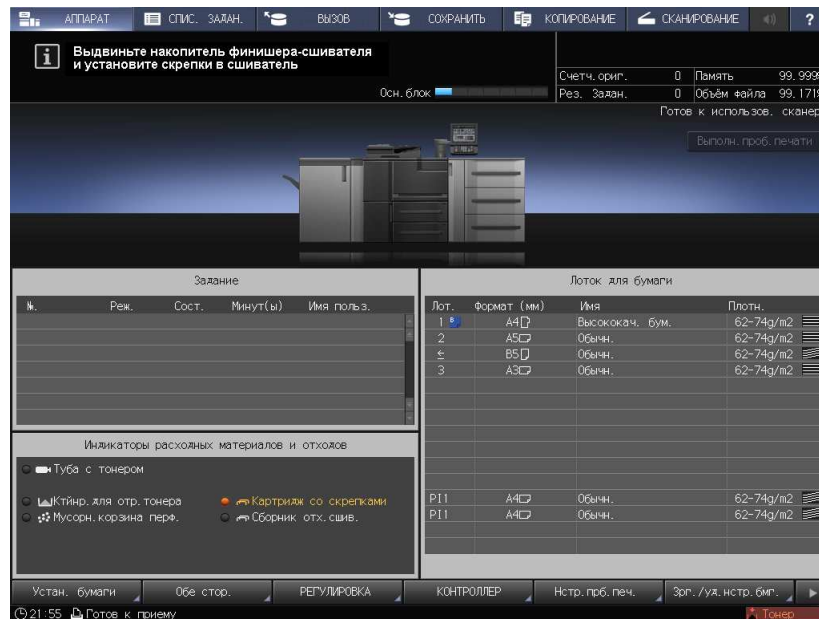 АППАРАТ
СПИС. ЗАДАН.
ВЫЗОВ
СОХРАНИТЬ
КОПИРОВАНИЕ
СКАНИРОВАНИЕ
?
i
Выдвиньте накопитель финишера-сшивателя
и установите скрепки в сшиватель
Осн. блок
Счетч. ориг. 0 Память 99.999
Рез. Задан. 0 Объём файла 99.171
Готов к использов. сканер
Выполн. проб. печати
Задание
№. Реж. Сост. Минут(ы) Имя польз.
Лоток для бумаги
Лот. Формат (мм) Имя Плотн.
1 A4 Высококач. бум. 62-74g/m2
2 A5 Обычн. 62-74g/m2
B5 Обычн. 62-74g/m2
3 A3 Обычн. 62-74g/m2
PI1 A4 Обычн. 62-74g/m2
PI1 A4 Обычн. 62-74g/m2
Индикаторы расходных материалов и отходов
Туба с тонером
Ктйнр. для отр. тонера
Картридж со скрепками
Мусорн. корзина перф.
Сборник отх. сшив.
Устан. бумаги
Обе стор.
РЕГУЛИРОВКА
КОНТРОЛЛЕР
Нстр. прб. печ.
Зрг. /уд. нстр. бмг.
21:55 Готов к приему
Тонер